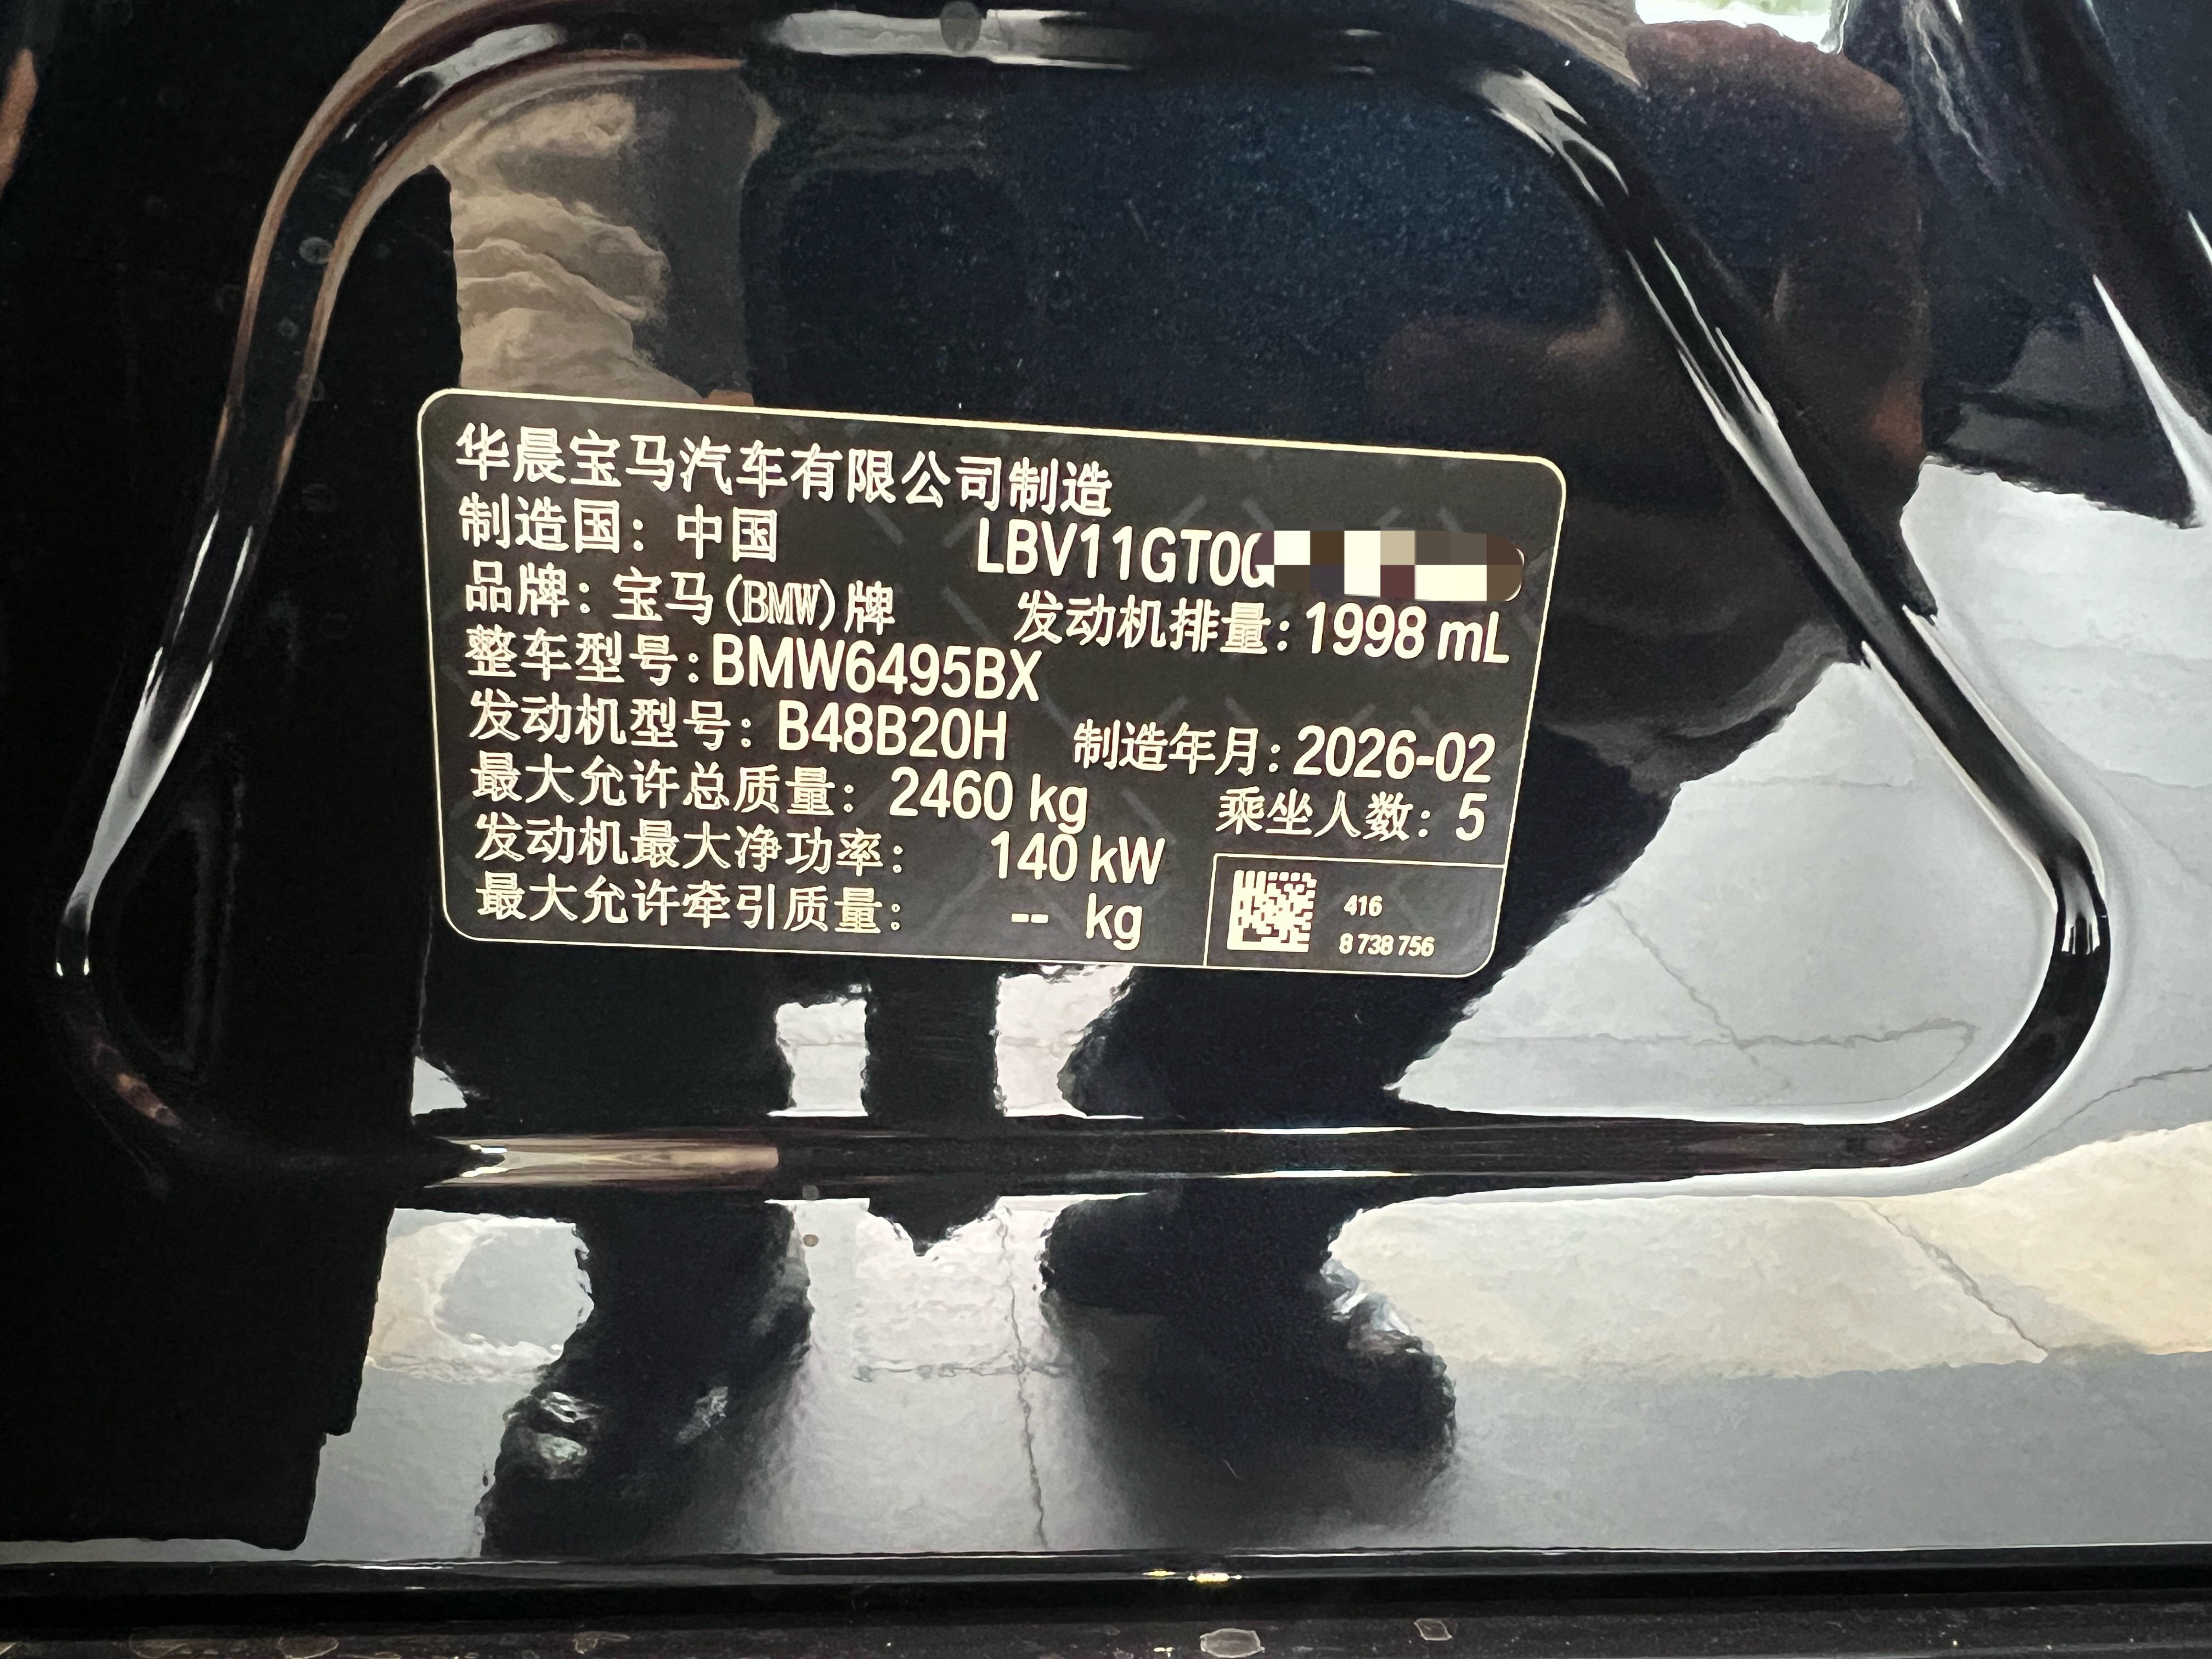 华晨宝马汽车有限公司制造
制造国：中国 LBV11GT0
品牌：宝马(BMW)牌 发动机排量：1998 mL
整车型号：BMW6495BX
发动机型号：B48B20H 制造年月：2026-02
最大允许总质量：2460 kg 乘坐人数：5
发动机最大净功率：140 kW
最大允许牵引质量：-- kg
416
8 738 756